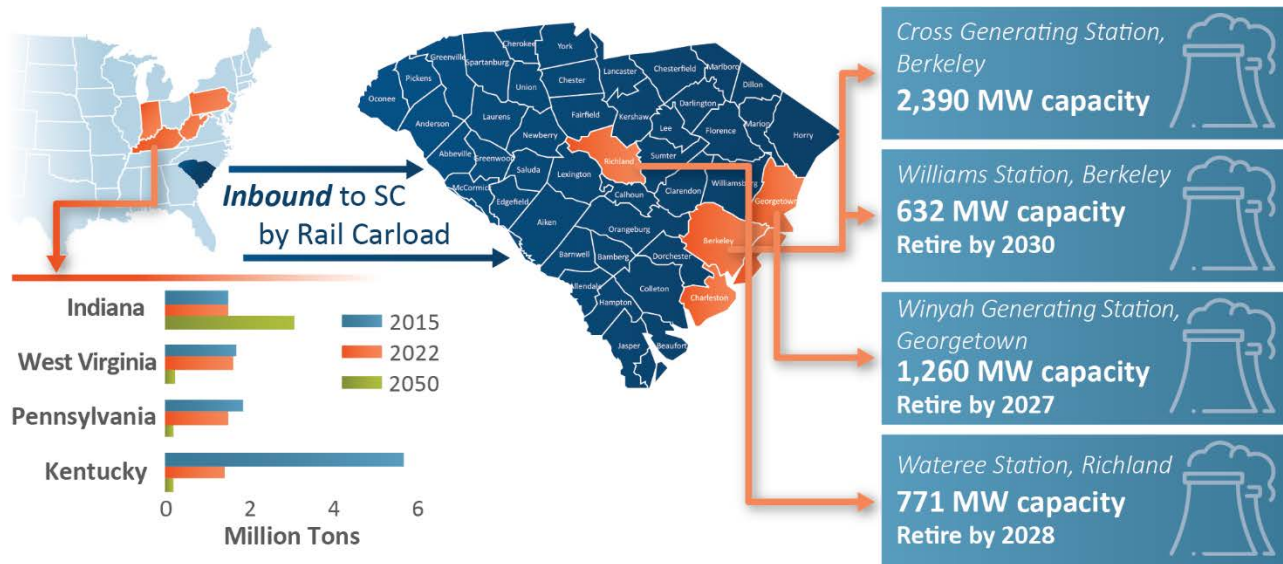 Inbound to SC
by Rail Carload
Indiana
West Virginia
Pennsylvania
Kentucky
0
2
4
6
Million Tons
2015
2022
2050
Oconee
Pickens
Greenville
Spartanburg
Cherokee
York
Union
Chester
Lancaster
Chesterfield
Marlboro
Dillon
Anderson
Laurens
Newberry
Fairfield
Kershaw
Darlington
Lee
Florence
Marion
Horry
Abbeville
Greenwood
Saluda
Lexington
Richland
Sumter
McCormick
Edgefield
Calhoun
Clarendon
Williamsburg
Georgetown
Aiken
Orangeburg
Berkeley
Barnwell
Bamberg
Dorchester
Allendale
Colleton
Charleston
Hampton
Jasper
Beaufort
Cross Generating Station,
Berkeley
2,390 MW capacity
Williams Station, Berkeley
632 MW capacity
Retire by 2030
Winyah Generating Station,
Georgetown
1,260 MW capacity
Retire by 2027
Wateree Station, Richland
771 MW capacity
Retire by 2028